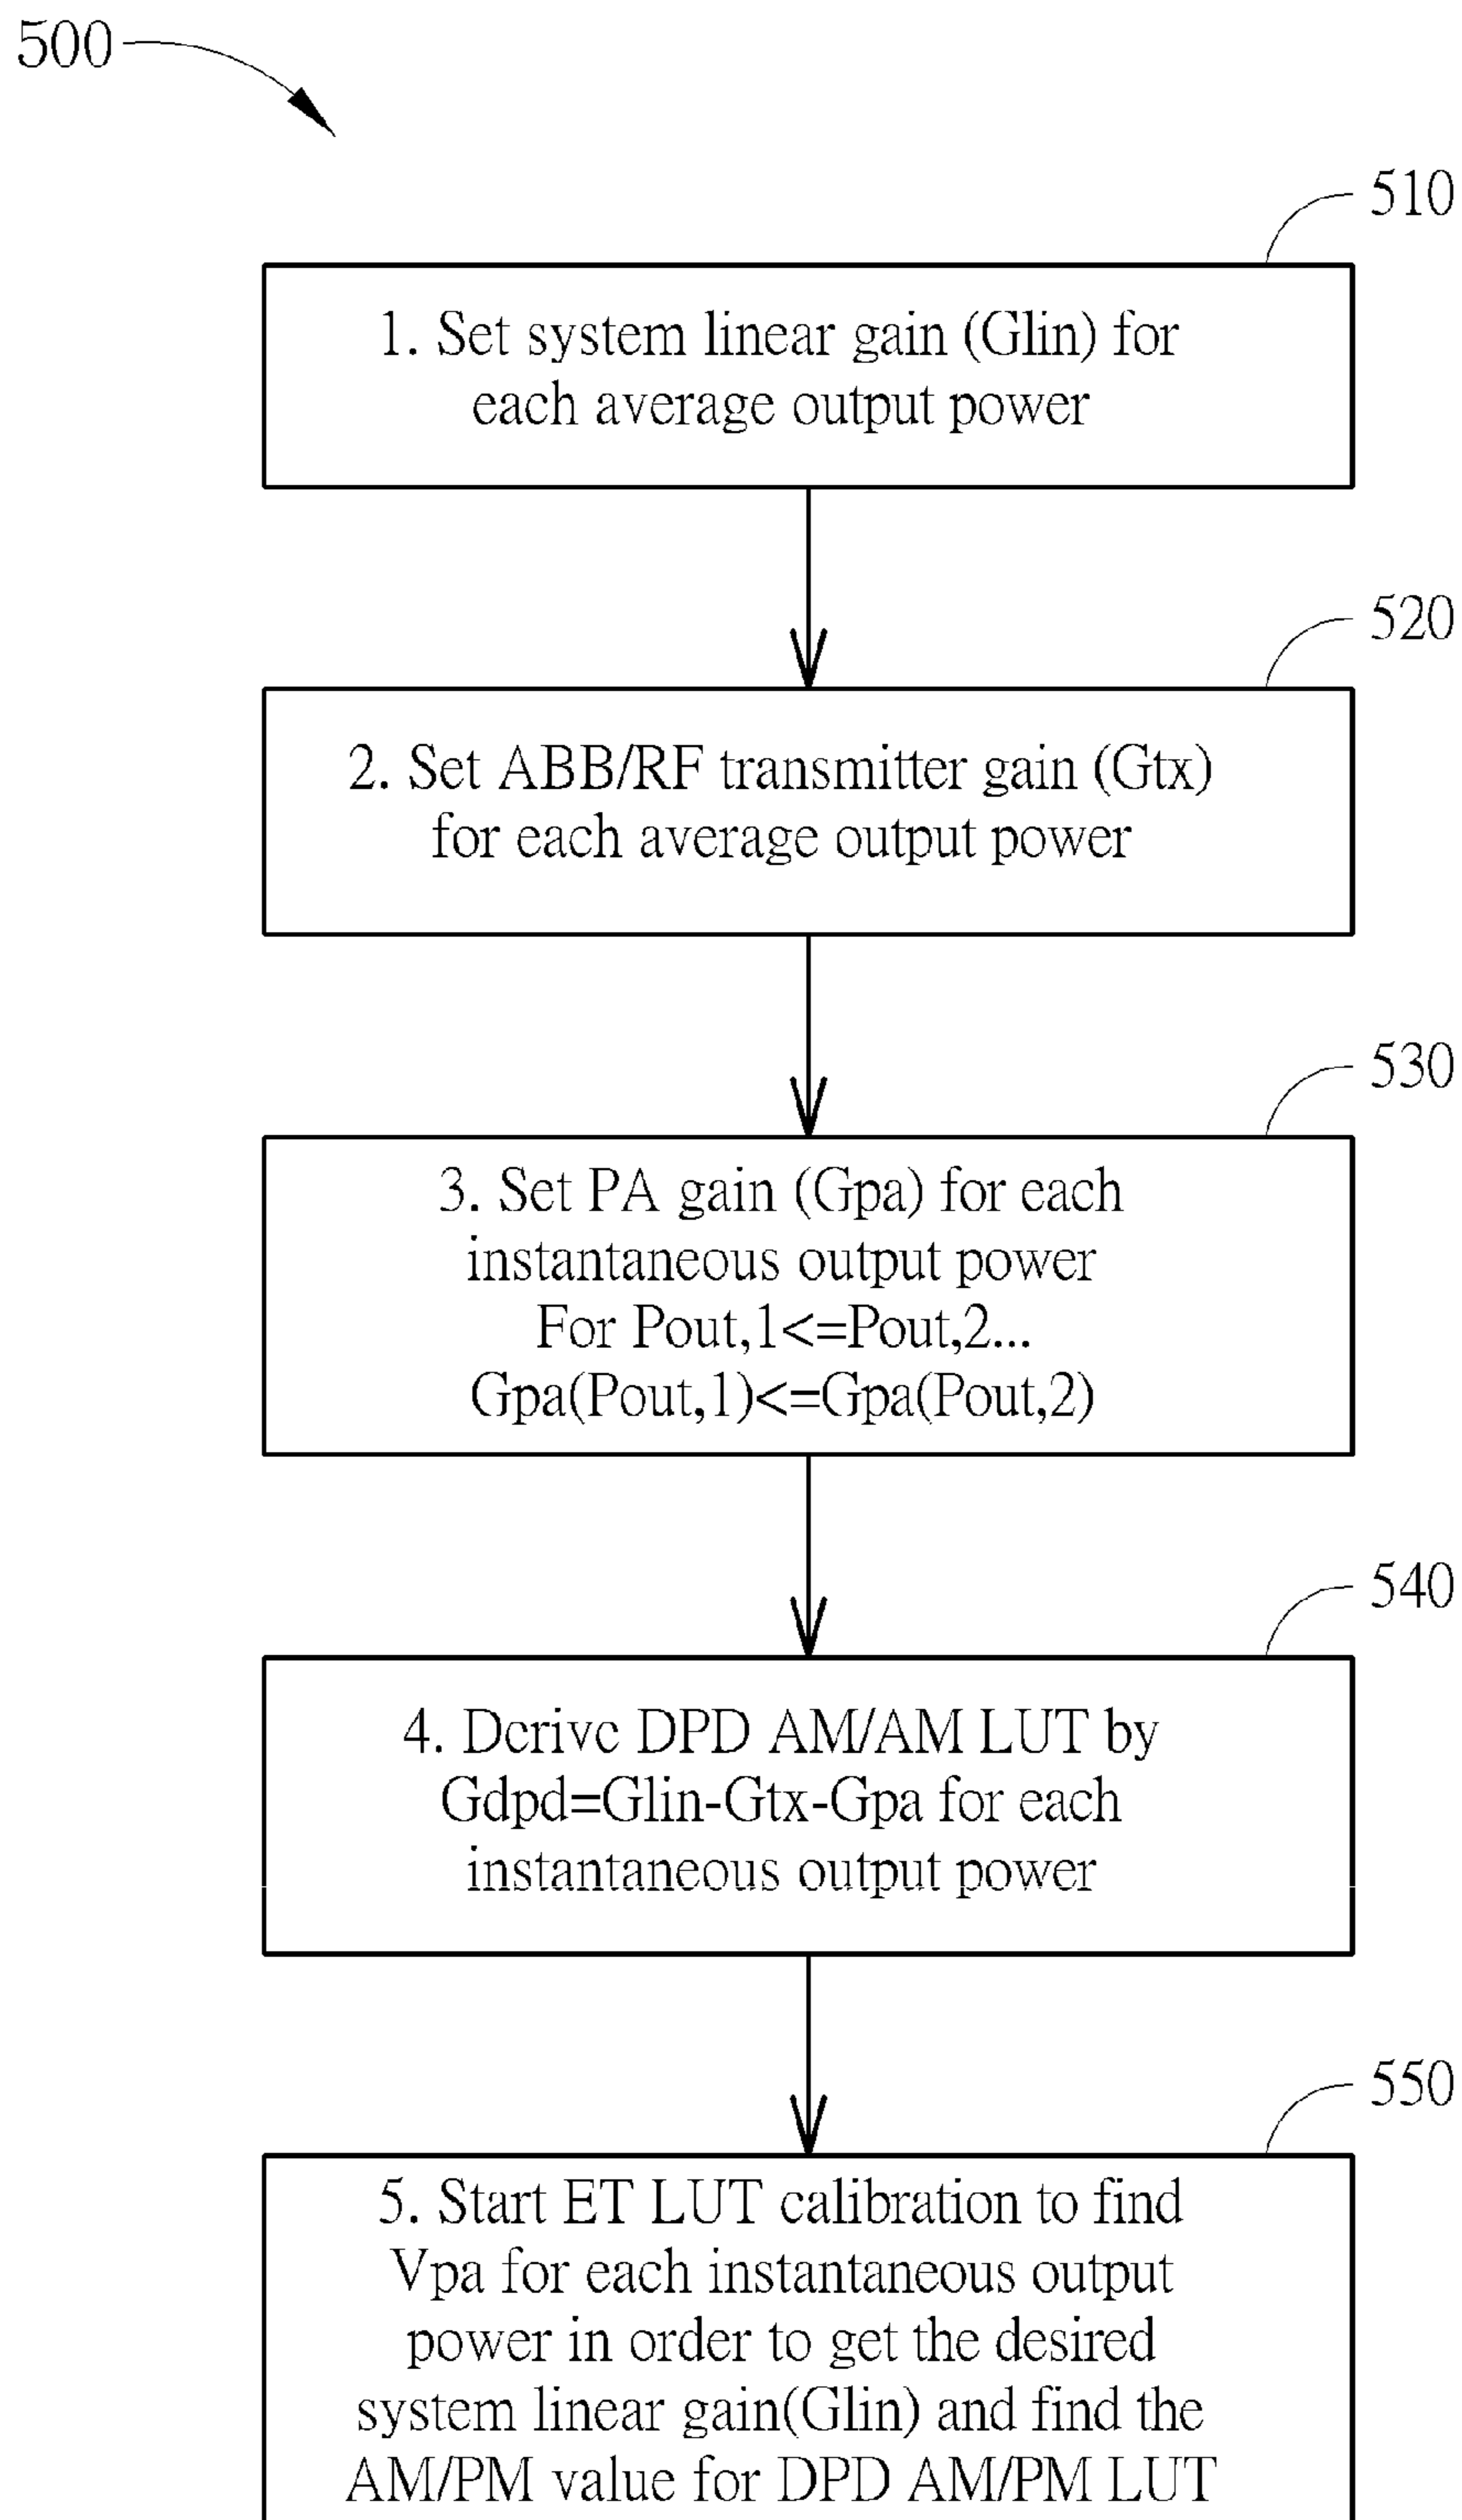 500
510
1. Set system linear gain (Glin) for
each average output power
520
2. Set ABB/RF transmitter gain (Gtx)
for each average output power
530
3. Set PA gain (Gpa) for each
instantaneous output power
For Pout,1<=Pout,2...
Gpa(Pout,1)<=Gpa(Pout,2)
540
4. Derive DPD AM/AM LUT by
Gdpd=Glin-Gtx-Gpa for each
instantaneous output power
550
5. Start ET LUT calibration to find
Vpa for each instantaneous output
power in order to get the desired
system linear gain(Glin) and find the
AM/PM value for DPD AM/PM LUT